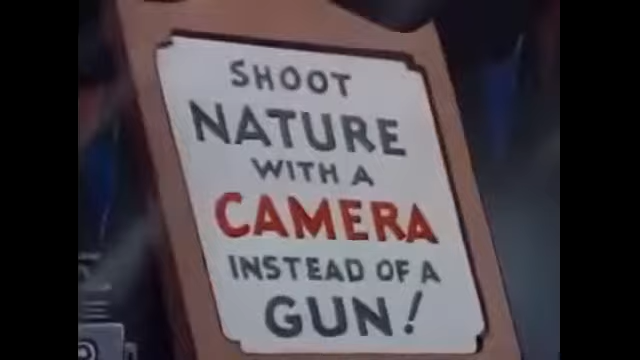 SHOOT
NATURE
WITH A
CAMERA
INSTEAD OF A
GUN!